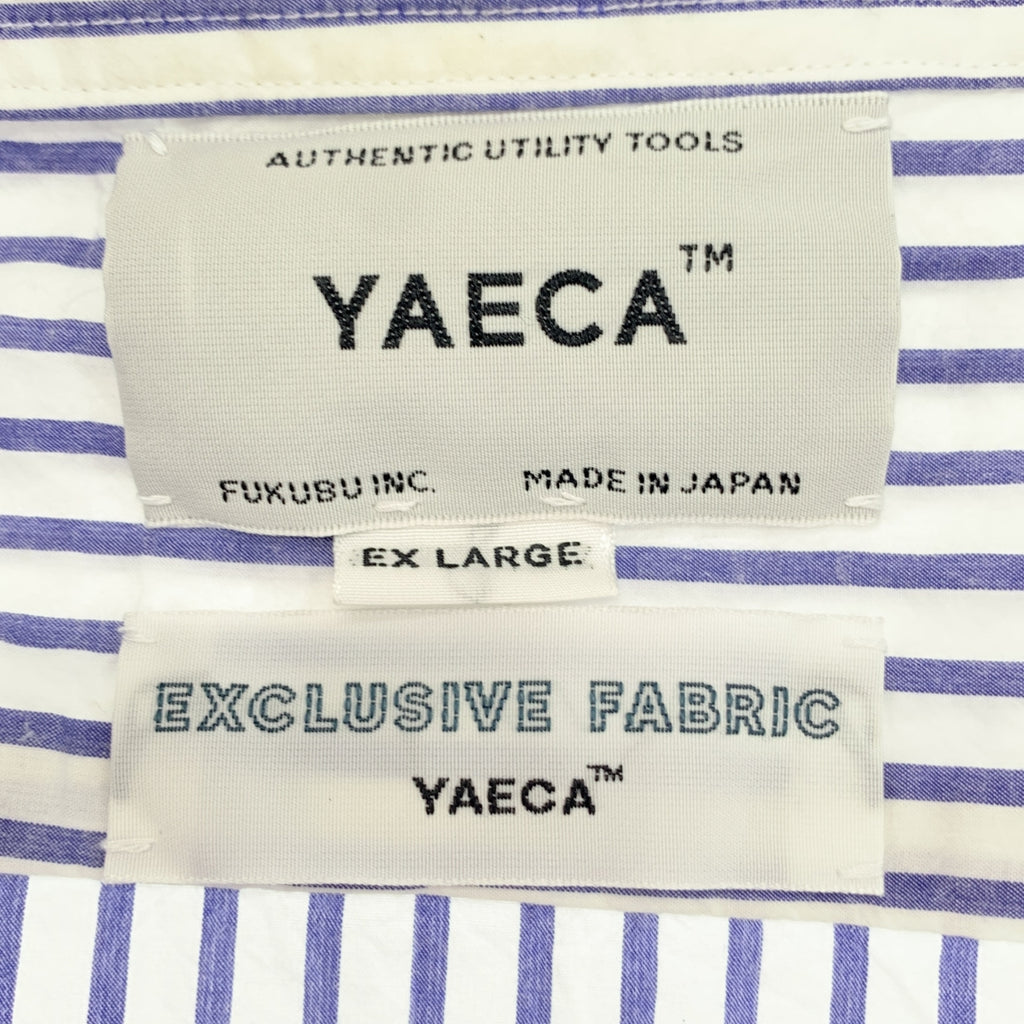 AUTHENTIC UTILITY TOOLS
YAECA™
FUKUBU INC. MADE IN JAPAN
EX LARGE
EXCLUSIVE FABRIC
YAECA™